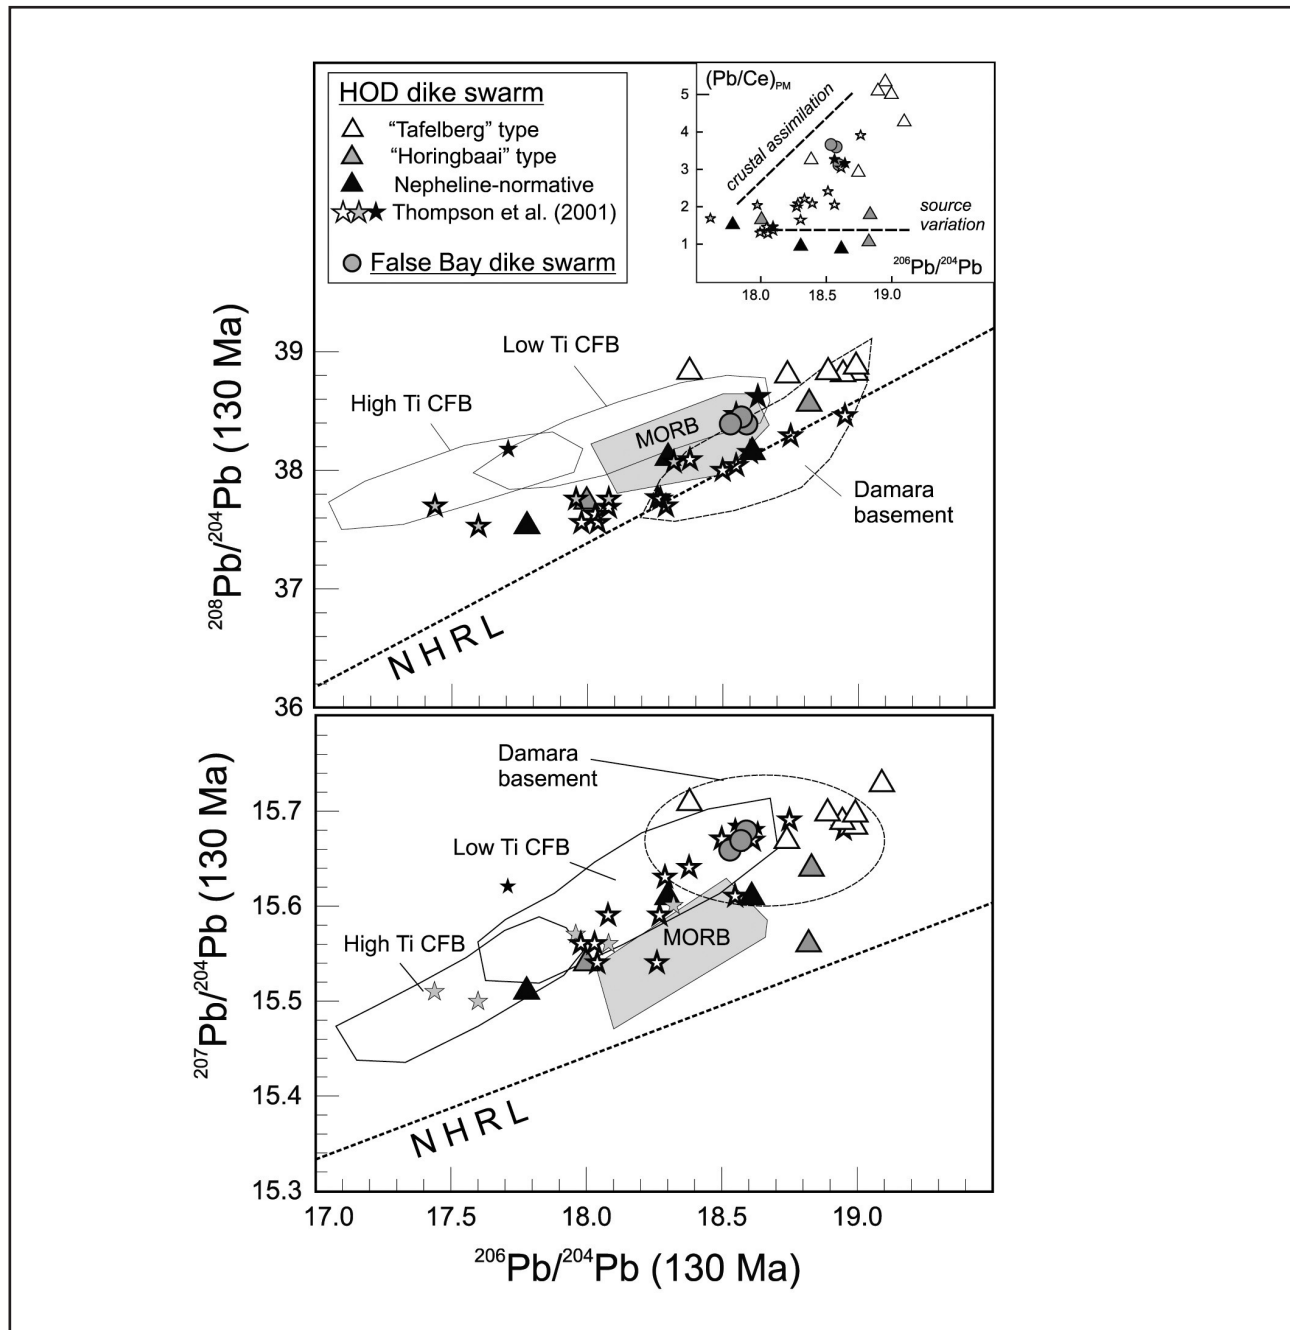 HOD dike swarm
“Tafelberg” type
“Horingbaai” type
Nepheline-normative
Thompson et al. (2001)
False Bay dike swarm
(Pb/Ce)PM
5
4
3
2
1
crustal assimilation
source
variation
206Pb/204Pb
18.0 18.5 19.0
208Pb/204Pb (130 Ma)
39
38
37
36
Low Ti CFB
High Ti CFB
MORB
Damara
basement
NHRL
207Pb/204Pb (130 Ma)
15.7
15.6
15.5
15.4
15.3
Damara
basement
Low Ti CFB
High Ti CFB
MORB
NHRL
17.0 17.5 18.0 18.5 19.0
206Pb/204Pb (130 Ma)